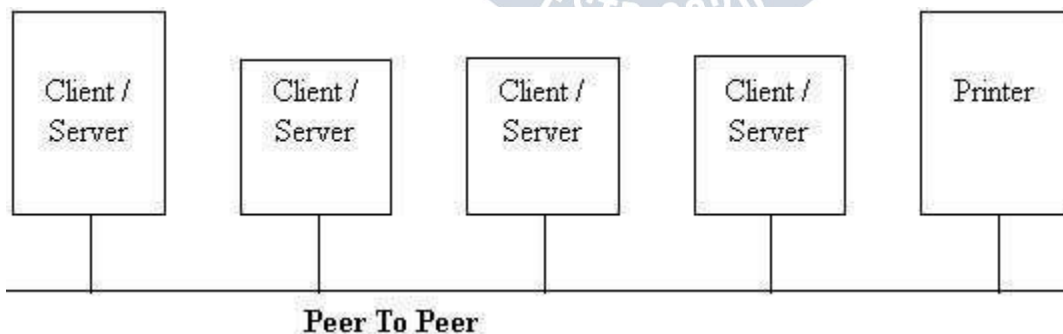 Client /
Server
Client /
Server
Client /
Server
Client /
Server
Printer
Peer To Peer